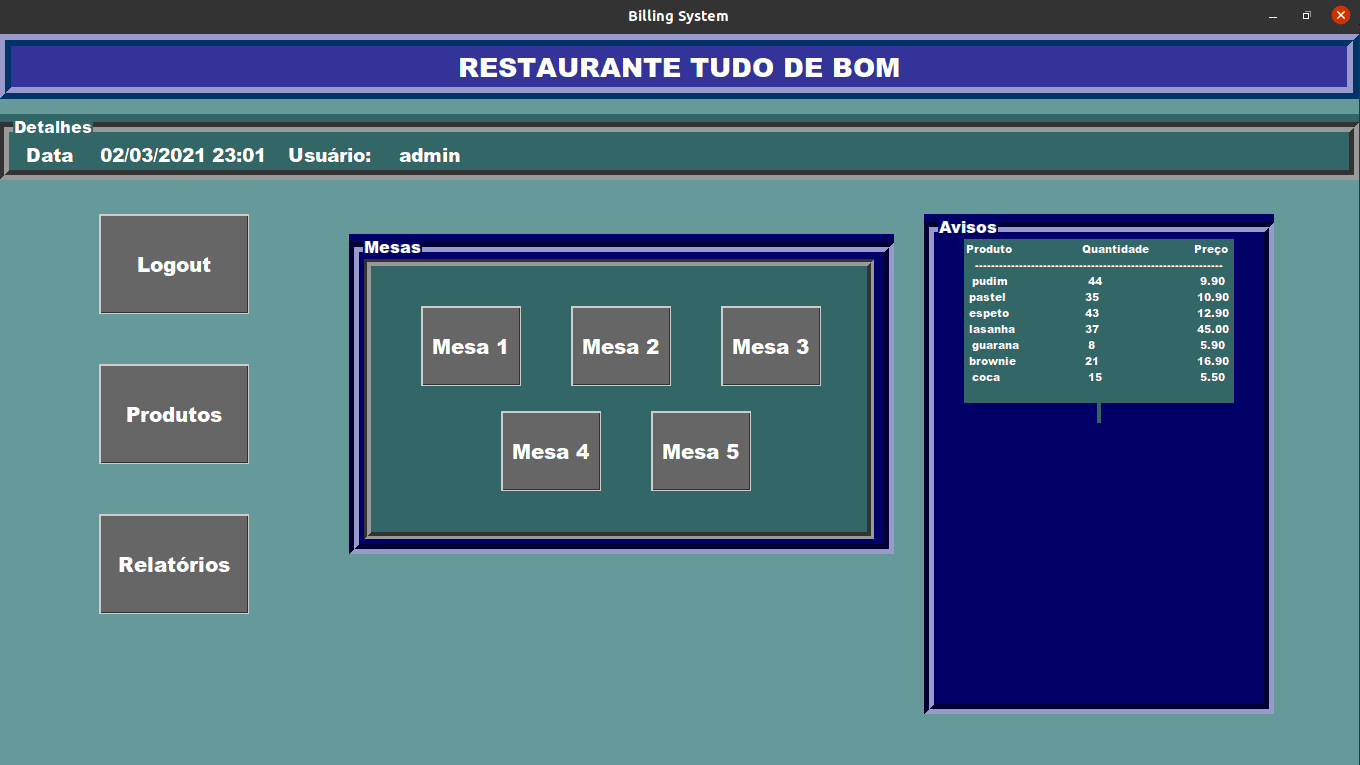 Billing System
RESTAURANTE TUDO DE BOM
Detalhes
Data 02/03/2021 23:01 Usuário: admin
Logout
Produtos
Relatórios
Mesas
Mesa 1 Mesa 2 Mesa 3
Mesa 4 Mesa 5
Avisos
Produto Quantidade Preço
--------------------------------------------------------------
pudim 44 9.90
pastel 35 10.90
espeto 43 12.90
lasanha 37 45.00
guarana 8 5.90
brownie 21 16.90
coca 15 5.50